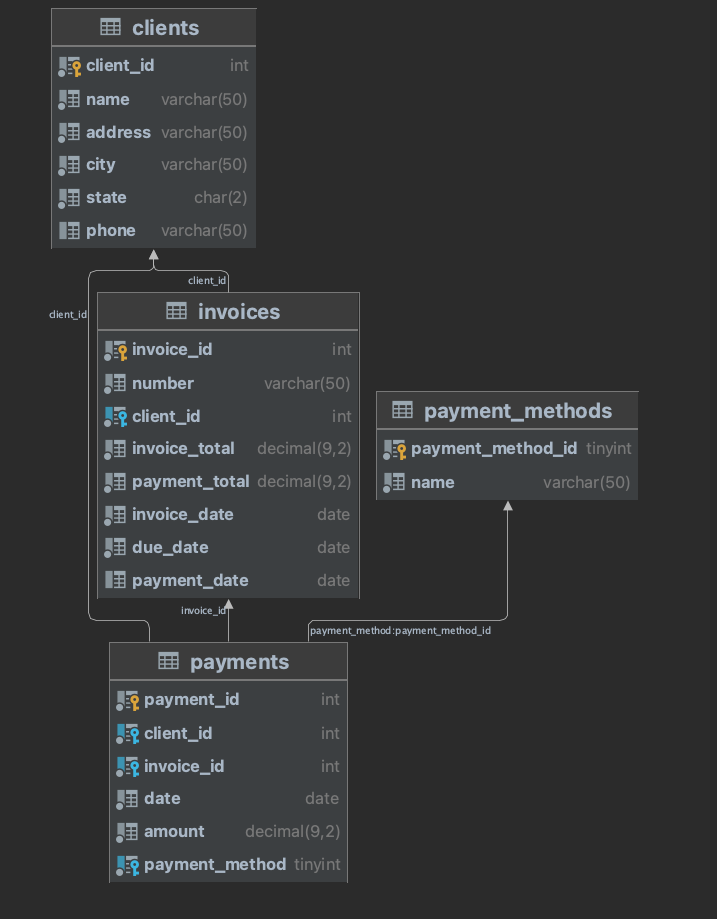 clients
client_id int
name varchar(50)
address varchar(50)
city varchar(50)
state char(2)
phone varchar(50)
client_id
client_id
invoices
invoice_id int
number varchar(50)
client_id int
invoice_total decimal(9,2)
payment_total decimal(9,2)
invoice_date date
due_date date
payment_date date
payment_methods
payment_method_id tinyint
name varchar(50)
invoice_id
payment_method:payment_method_id
payments
payment_id int
client_id int
invoice_id int
date date
amount decimal(9,2)
payment_method tinyint